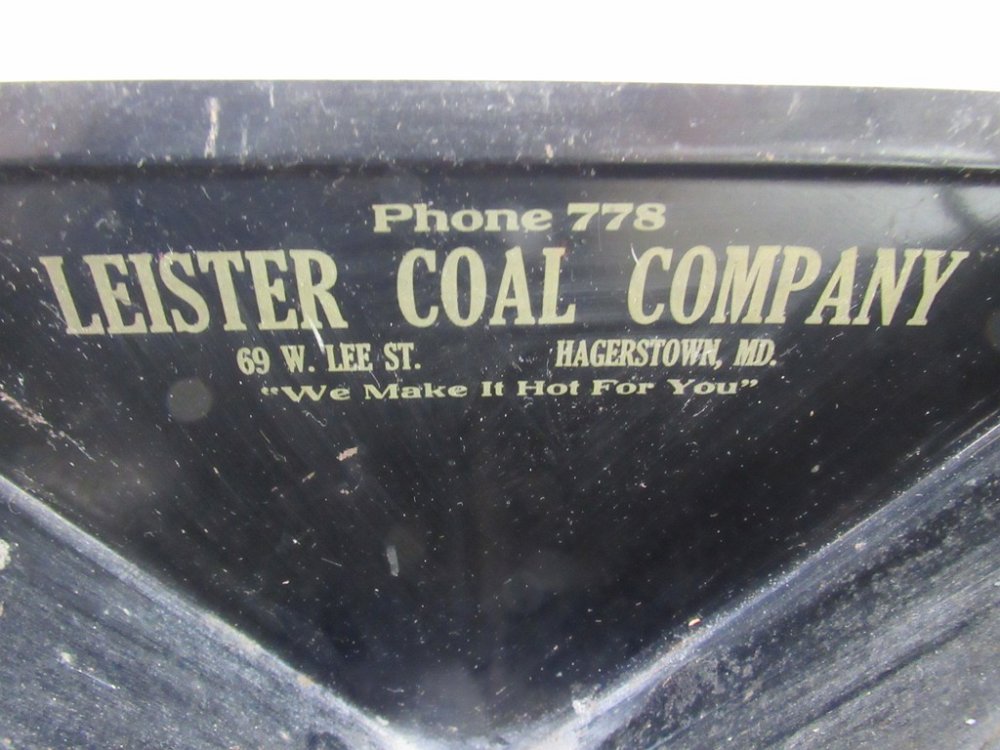 Phone 778
LEISTER COAL COMPANY
69 W. LEE ST. HAGERSTOWN, MD.
"We Make It Hot For You"